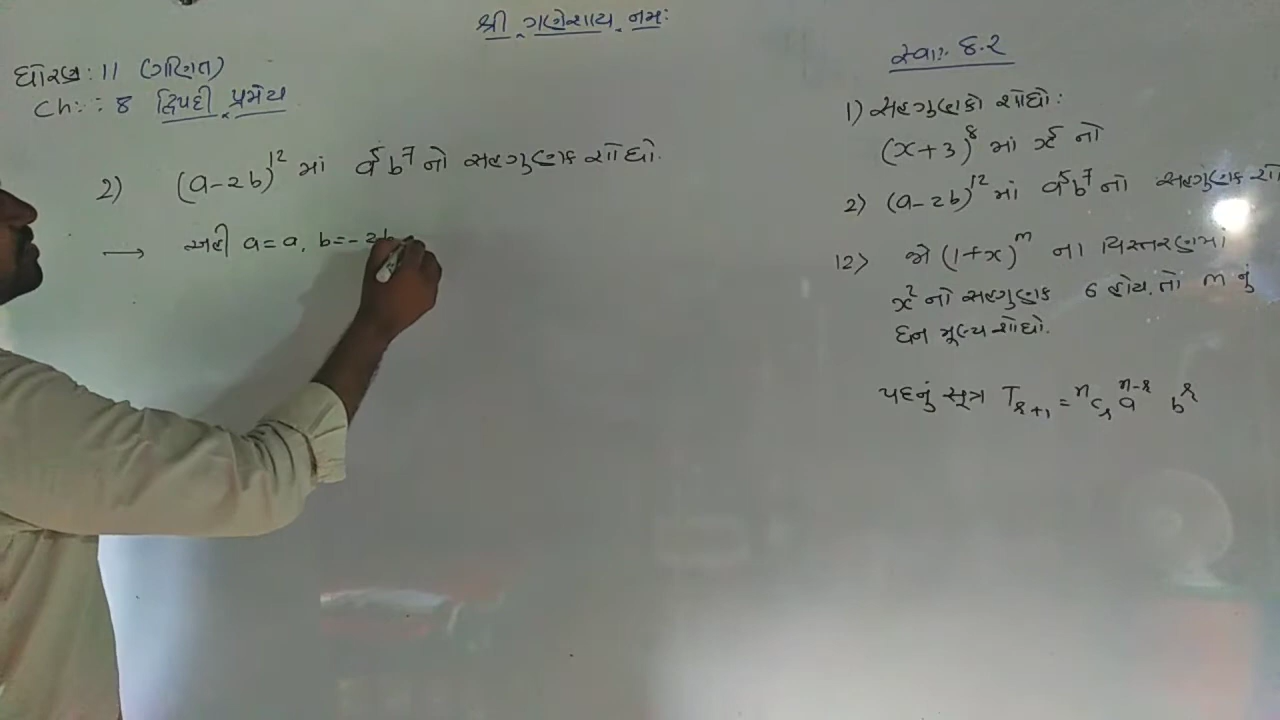 શ્રી ગણેશાય નમઃ
ધોરણ : 11 (ગણિત)
Ch : : 8 દ્વિપદી પ્રમેય
2) (a-2b)¹² માં a⁵b⁷ નો સહગુણક શોધો.
→ અહી a = a, b = - 2b
સ્વા. 8.2
1) સહગુણકો શોધો :
(x+3)⁸ માં x⁵ નો
2) (a-2b)¹² માં a⁵b⁷ નો સહગુણક શો
12) જો (1+x)ᵐ ના વિસ્તરણમાં
x² નો સહગુણક 6 હોય, તો m નું
ધન મૂલ્ય શોધો.
પદનું સૂત્ર Tᵣ₊₁ = ⁿCᵣ aⁿ⁻ʳ bʳ